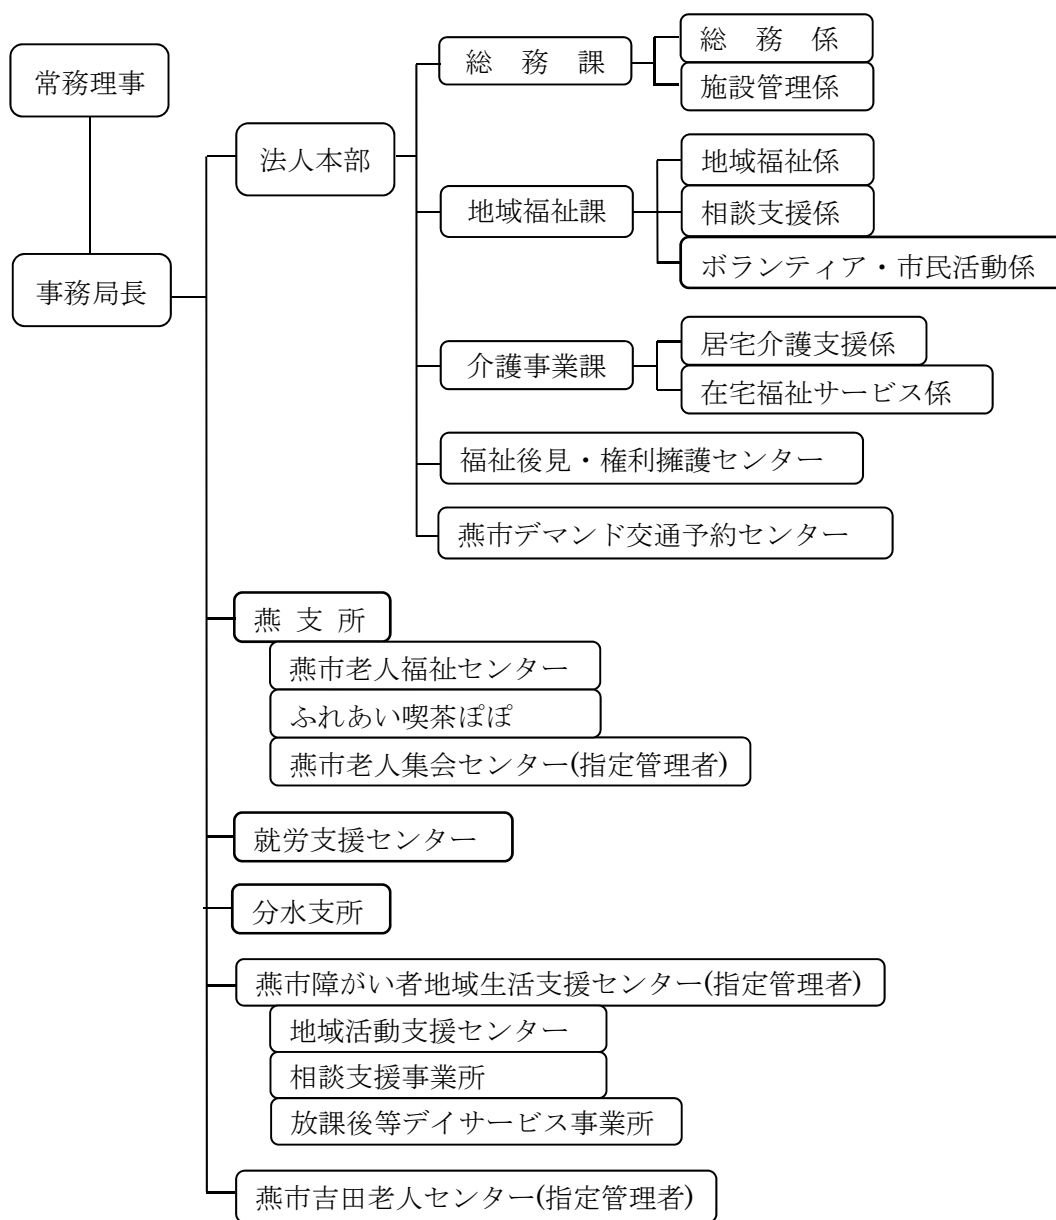 常務理事
事務局長
法人本部
総　務　課
総　務　係
施設管理係
地域福祉課
地域福祉係
相談支援係
ボランティア・市民活動係
介護事業課
居宅介護支援係
在宅福祉サービス係
福祉後見・権利擁護センター
燕市デマンド交通予約センター
燕 支 所
燕市老人福祉センター
ふれあい喫茶ぽぽ
燕市老人集会センター(指定管理者)
就労支援センター
分水支所
燕市障がい者地域生活支援センター(指定管理者)
地域活動支援センター
相談支援事業所
放課後等デイサービス事業所
燕市吉田老人センター(指定管理者)